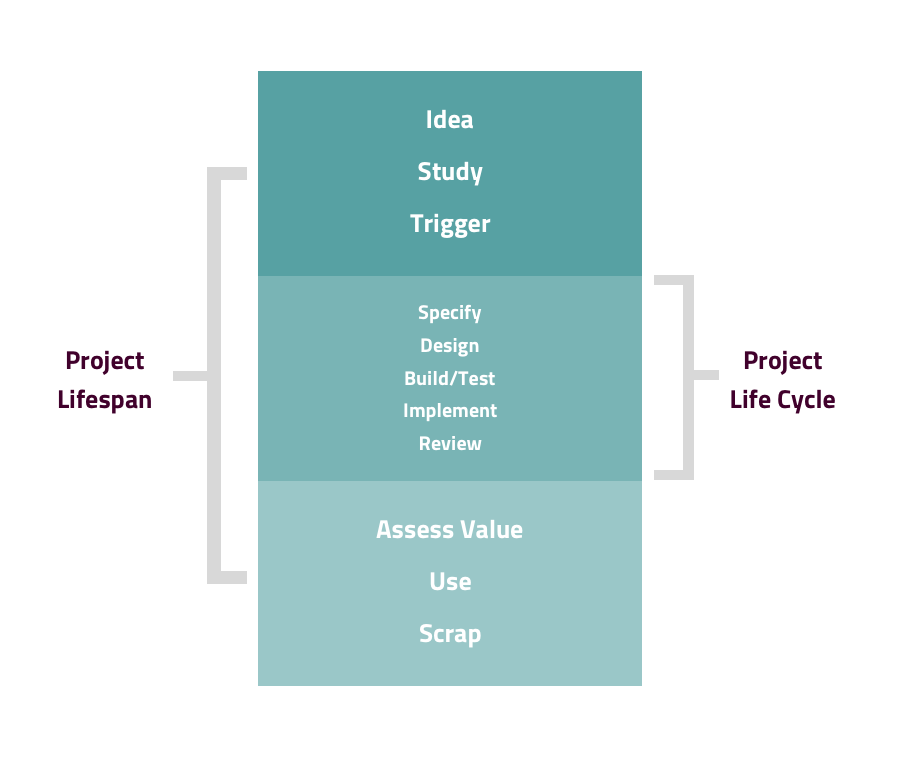 Idea
Study
Trigger
Specify
Design
Build/Test
Implement
Review
Assess Value
Use
Scrap
Project
Lifespan
Project
Life Cycle